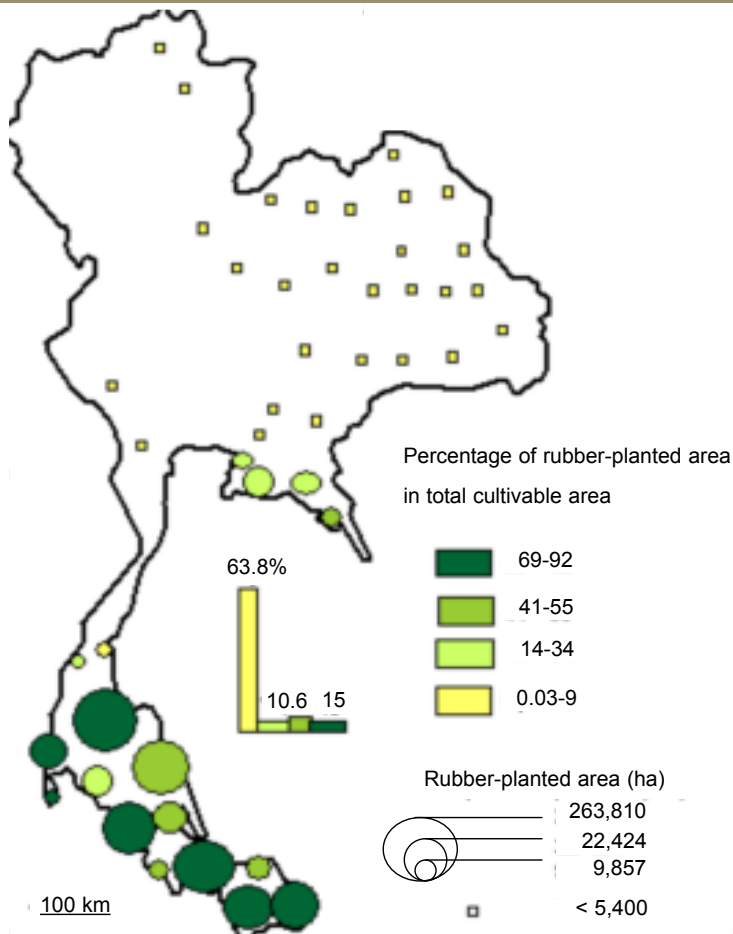 Percentage of rubber-planted area
in total cultivable area
69-92
41-55
14-34
0.03-9
63.8%
10.6 15
Rubber-planted area (ha)
263,810
22,424
9,857
< 5,400
100 km